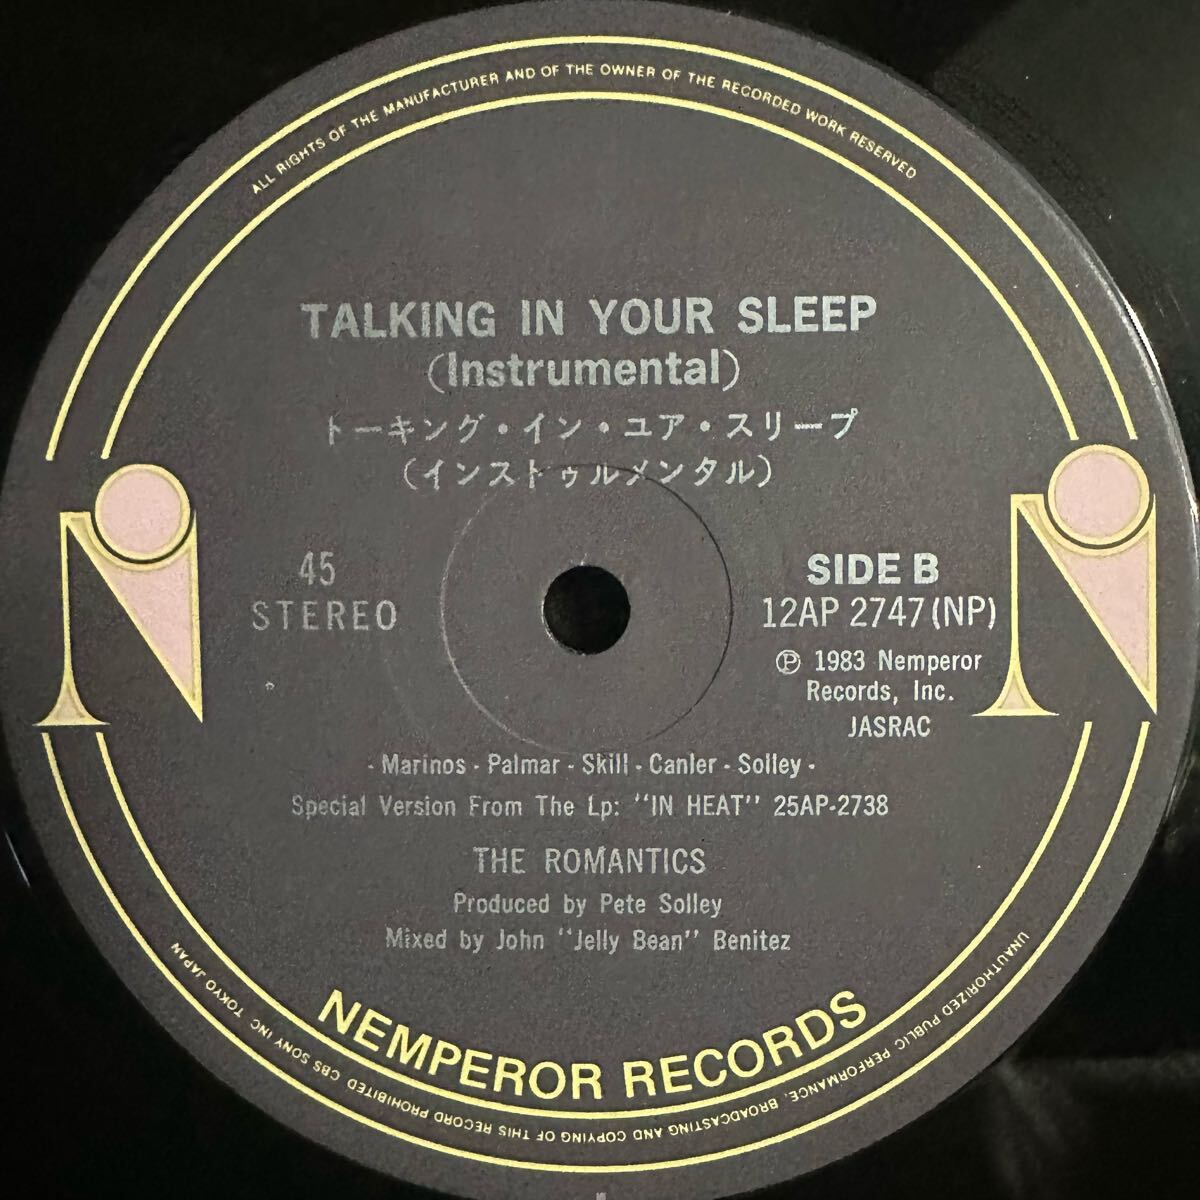 ALL RIGHTS OF THE MANUFACTURER AND OF THE OWNER OF THE RECORDED WORK RESERVED
TALKING IN YOUR SLEEP
(Instrumental)
トーキング・イン・ユア・スリープ
(インストゥルメンタル)
45
STEREO
SIDE B
12AP 2747(NP)
Ⓟ 1983 Nemperor
Records, Inc.
JASRAC
- Marinos - Palmar - Skill - Canler - Solley -
Special Version From The Lp: "IN HEAT" 25AP-2738
THE ROMANTICS
Produced by Pete Solley
Mixed by John "Jelly Bean" Benitez
NEMPEROR RECORDS
UNAUTHORIZED PUBLIC PERFORMANCE, BROADCASTING AND COPYING OF THIS RECORD PROHIBITED CBS SONY INC. TOKYO JAPAN